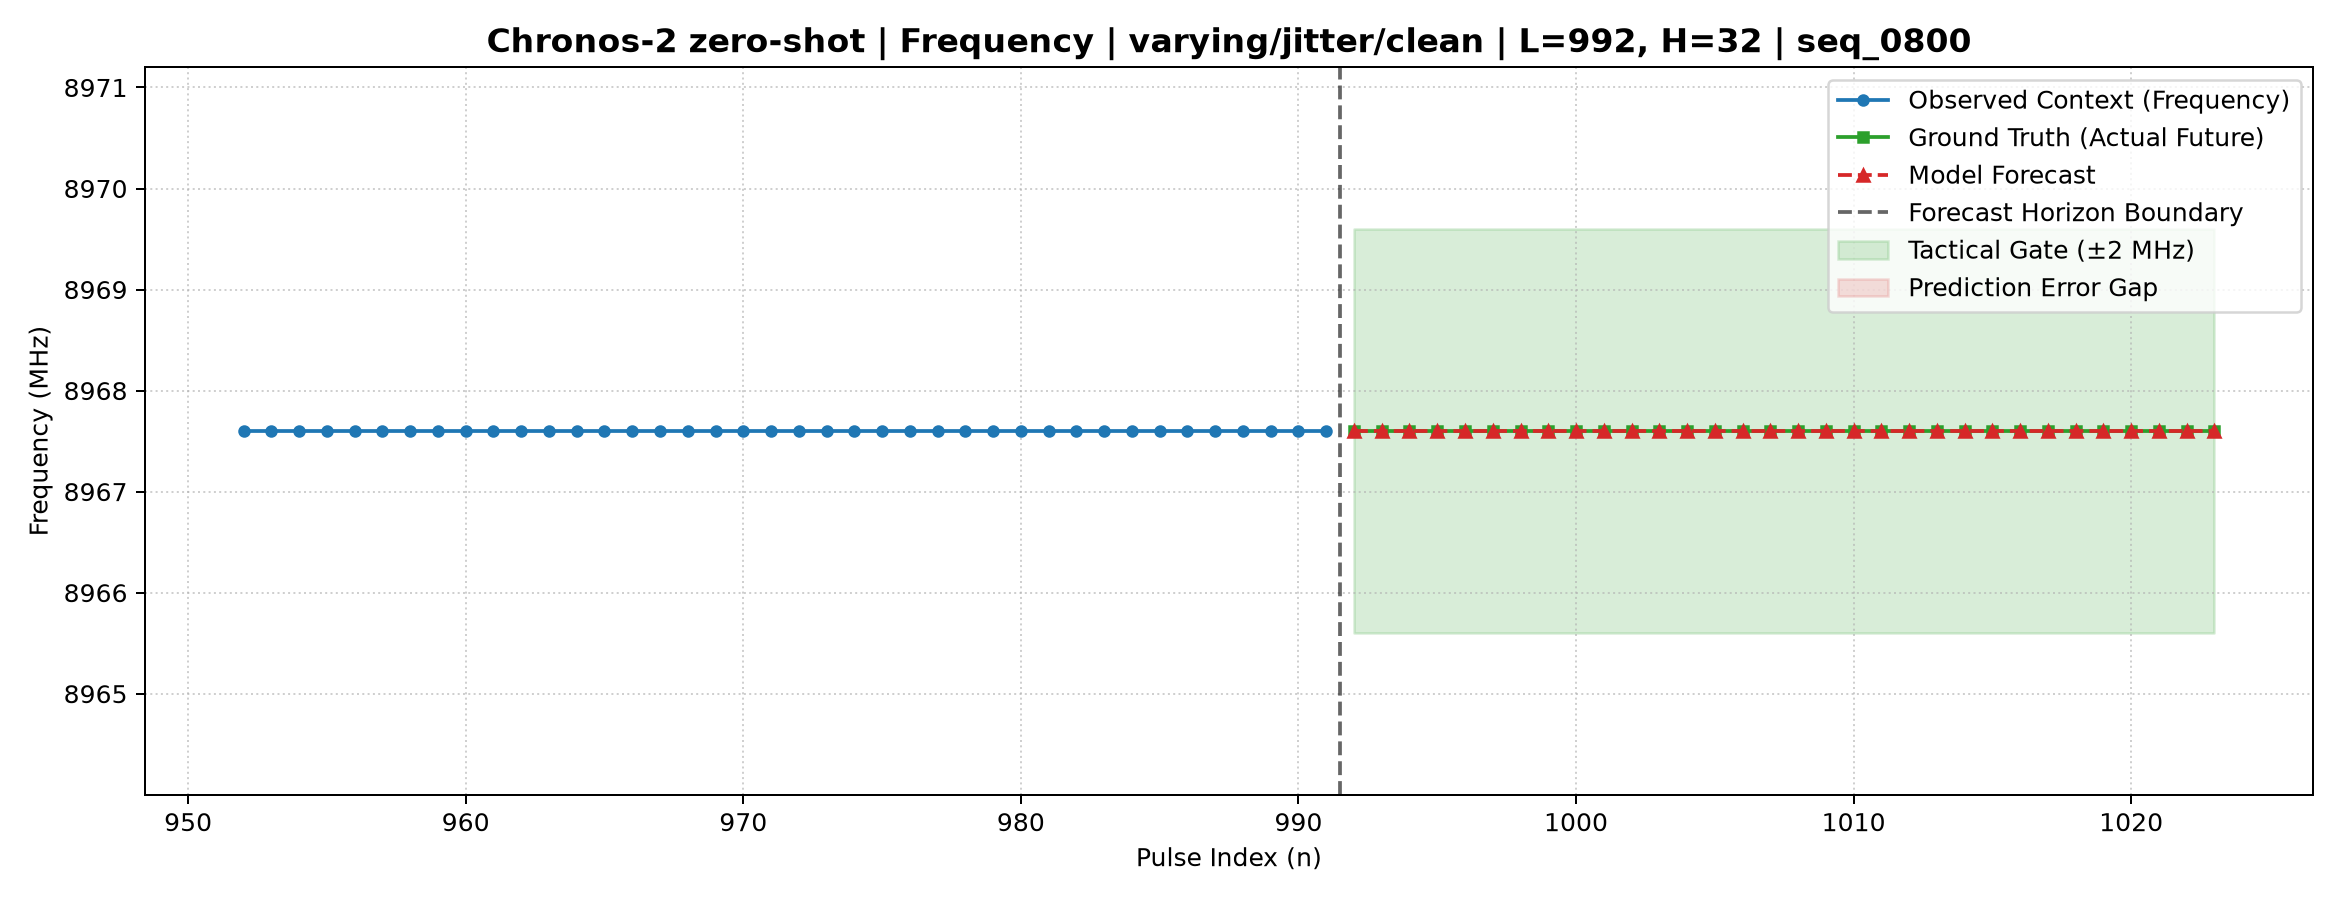 Chronos-2 zero-shot | Frequency | varying/jitter/clean | L=992, H=32 | seq_0800
Frequency (MHz)
8971
8970
8969
8968
8967
8966
8965
Observed Context (Frequency)
Ground Truth (Actual Future)
Model Forecast
Forecast Horizon Boundary
Tactical Gate (±2 MHz)
Prediction Error Gap
950 960 970 980 990 1000 1010 1020
Pulse Index (n)